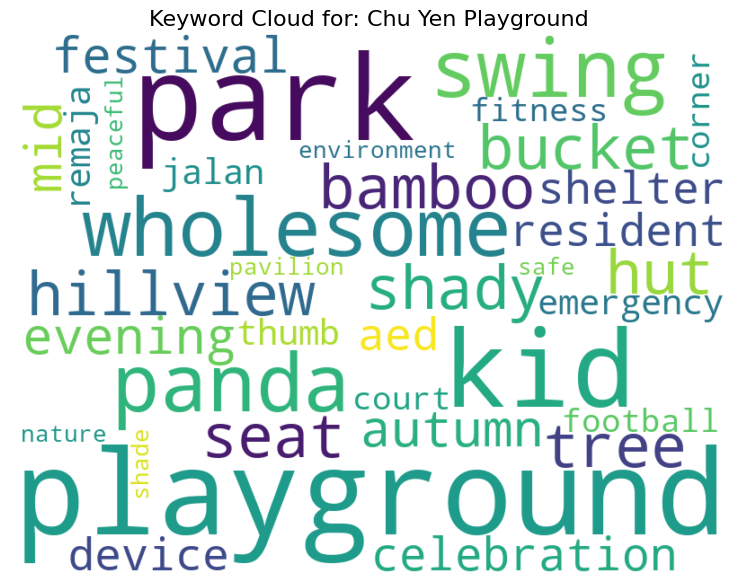 Keyword Cloud for: Chu Yen Playground
festival
park
swing
mid
remaja
peaceful
jalan
environment
fitness
corner
bucket
bamboo
shelter
wholesome
resident
pavilion
safe
hut
hillview
shady
emergency
evening
thumb
aed
kid
panda
court
nature
shade
seat
autumn
football
tree
playground
device
celebration